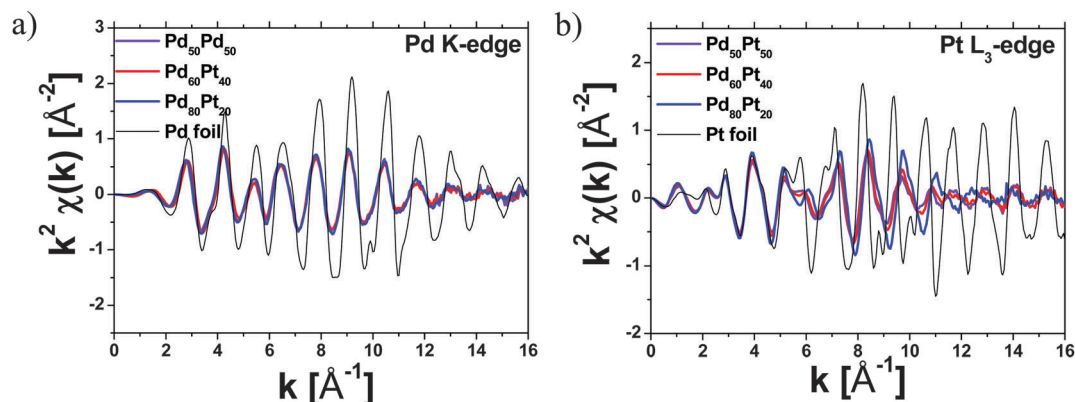 a)
Pd K-edge
Pd₅₀Pd₅₀
Pd₆₀Pt₄₀
Pd₈₀Pt₂₀
Pd foil
k² χ(k) [Å⁻²]
3
2
1
0
-1
-2
0 2 4 6 8 10 12 14 16
k [Å⁻¹]
b)
Pt L₃-edge
Pd₅₀Pt₅₀
Pd₆₀Pt₄₀
Pd₈₀Pt₂₀
Pt foil
k² χ(k) [Å⁻²]
2
1
0
-1
-2
0 2 4 6 8 10 12 14 16
k [Å⁻¹]